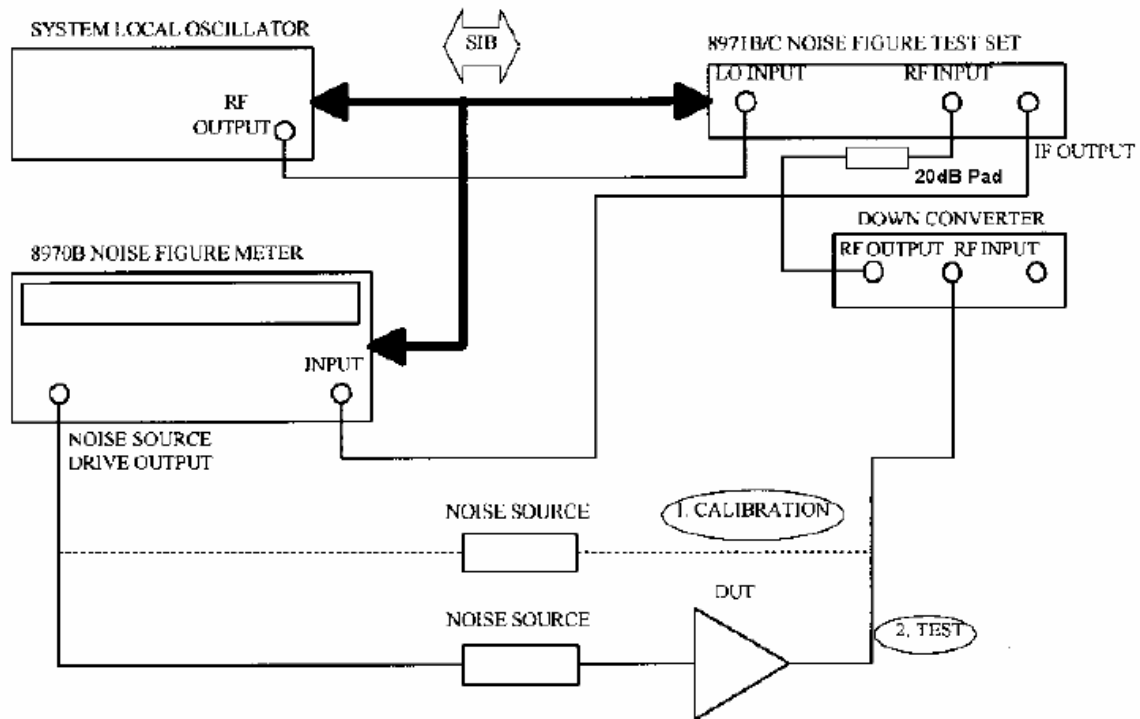 SYSTEM LOCAL OSCILLATOR
SIB
8971B/C NOISE FIGURE TEST SET
LO INPUT
RF INPUT
RF
OUTPUT
IF OUTPUT
20dB Pad
DOWN CONVERTER
RF OUTPUT
RF INPUT
8970B NOISE FIGURE METER
INPUT
NOISE SOURCE
DRIVE OUTPUT
NOISE SOURCE
1. CALIBRATION
DUT
NOISE SOURCE
2, TEST